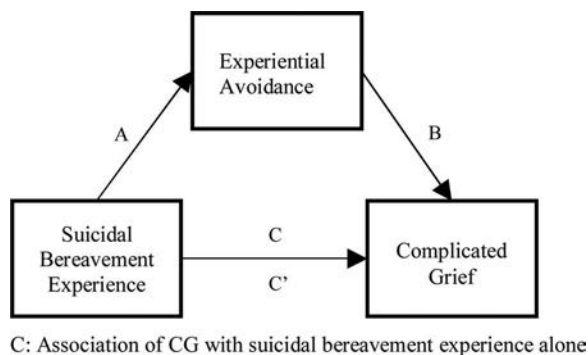 Experiential
Avoidance
A
B
Suicidal
Bereavement
Experience
C
C'
Complicated
Grief
C: Association of CG with suicidal bereavement experience alone